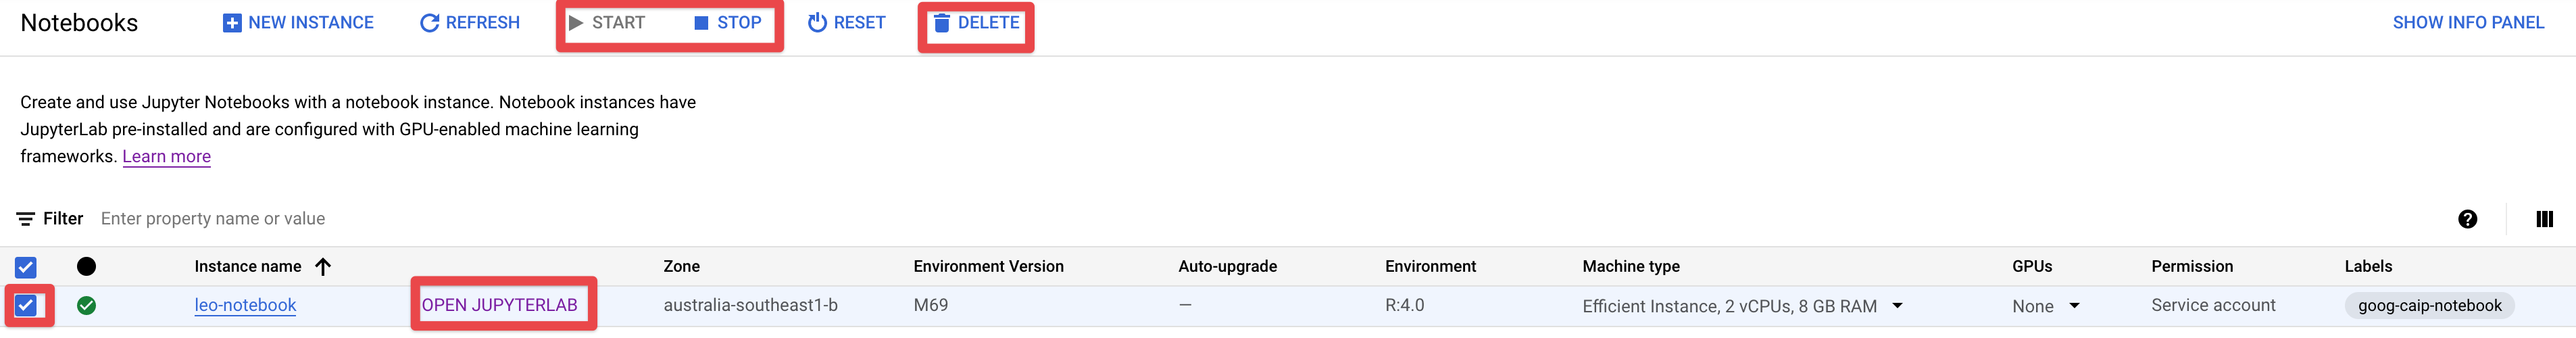 Notebooks NEW INSTANCE REFRESH START STOP RESET DELETE SHOW INFO PANEL
Create and use Jupyter Notebooks with a notebook instance. Notebook instances have
JupyterLab pre-installed and are configured with GPU-enabled machine learning
frameworks. Learn more
Filter Enter property name or value
Instance name Zone Environment Version Auto-upgrade Environment Machine type GPUs Permission Labels
leo-notebook OPEN JUPYTERLAB australia-southeast1-b M69 — R:4.0 Efficient Instance, 2 vCPUs, 8 GB RAM None Service account goog-caip-notebook